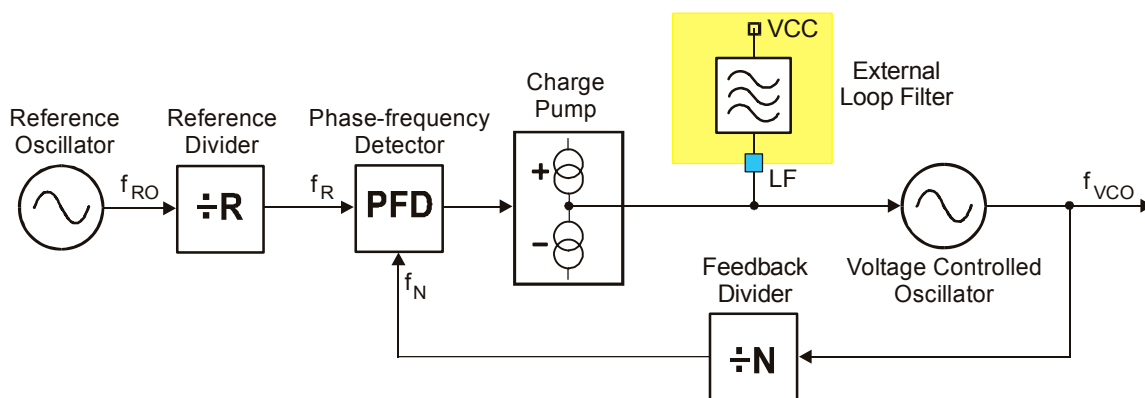 VCC
External
Loop Filter
Charge
Pump
Reference
Oscillator
Reference
Divider
Phase-frequency
Detector
LF
f_RO
÷R
f_R
PFD
+
−
f_VCO
f_N
Feedback
Divider
Voltage Controlled
Oscillator
÷N